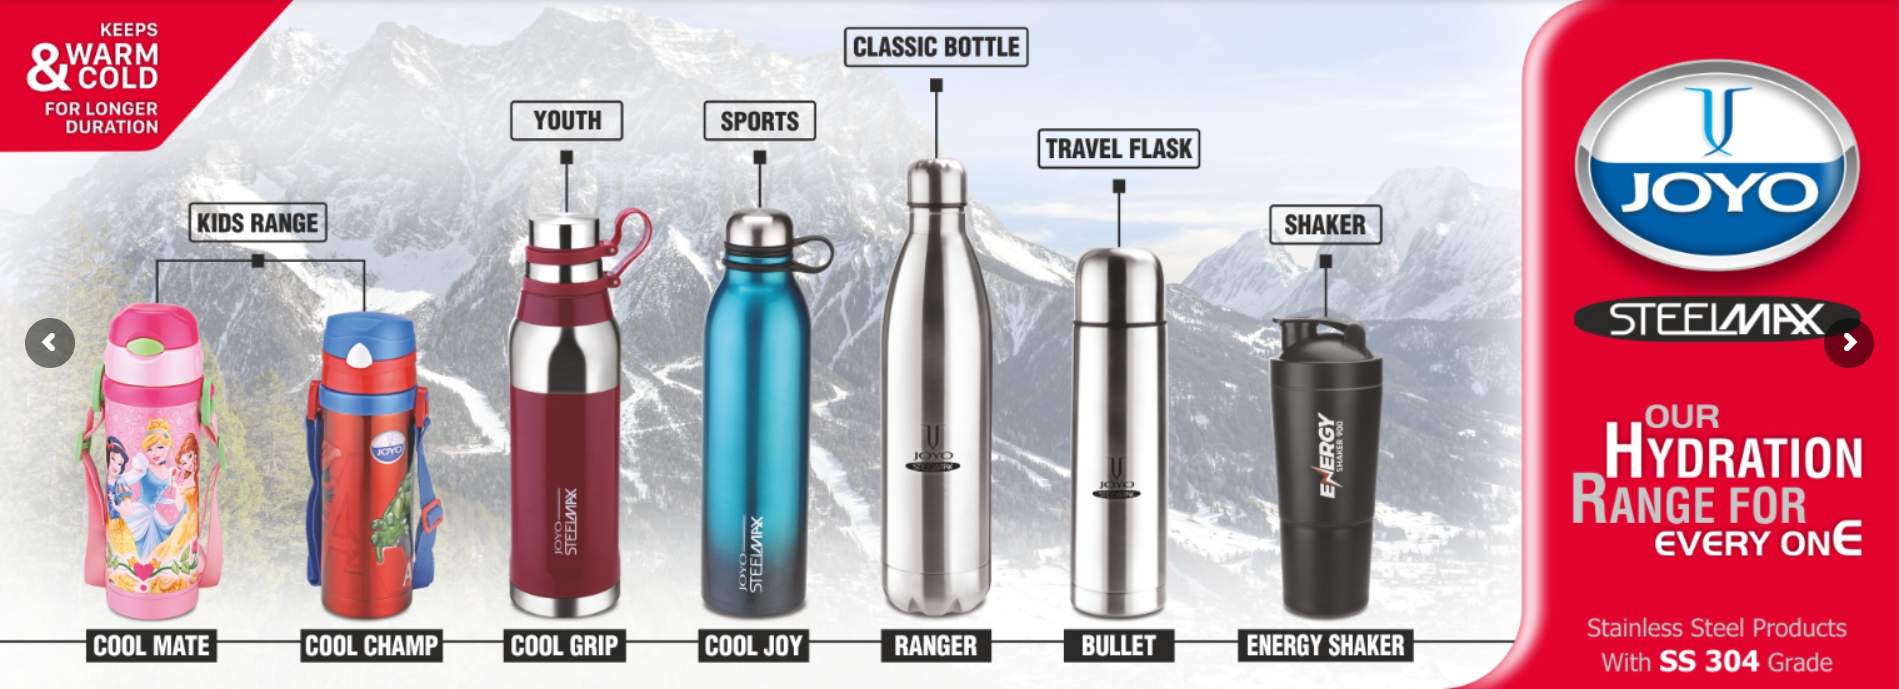 KEEPS
& WARM
COLD
FOR LONGER
DURATION
CLASSIC BOTTLE
YOUTH
SPORTS
TRAVEL FLASK
KIDS RANGE
SHAKER
JOYO
STEELMAX
JOYO
JOYO
STEELMAX
JOYO
STEELMAX
JOYO
STEELMAX
JOYO
STEELMAX
ENERGY
SHAKER 900
OUR
HYDRATION
RANGE FOR
EVERY ONE
COOL MATE
COOL CHAMP
COOL GRIP
COOL JOY
RANGER
BULLET
ENERGY SHAKER
Stainless Steel Products
With SS 304 Grade